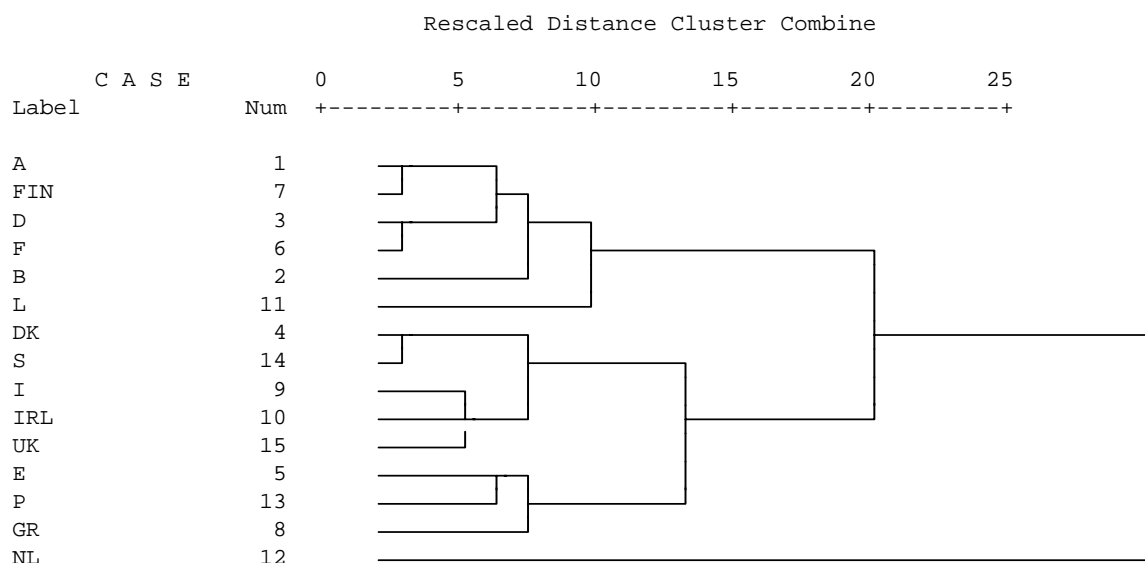 Rescaled Distance Cluster Combine
C A S E 0 5 10 15 20 25
Label Num +---------+---------+---------+---------+---------+
A 1
FIN 7
D 3
F 6
B 2
L 11
DK 4
S 14
I 9
IRL 10
UK 15
E 5
P 13
GR 8
NL 12